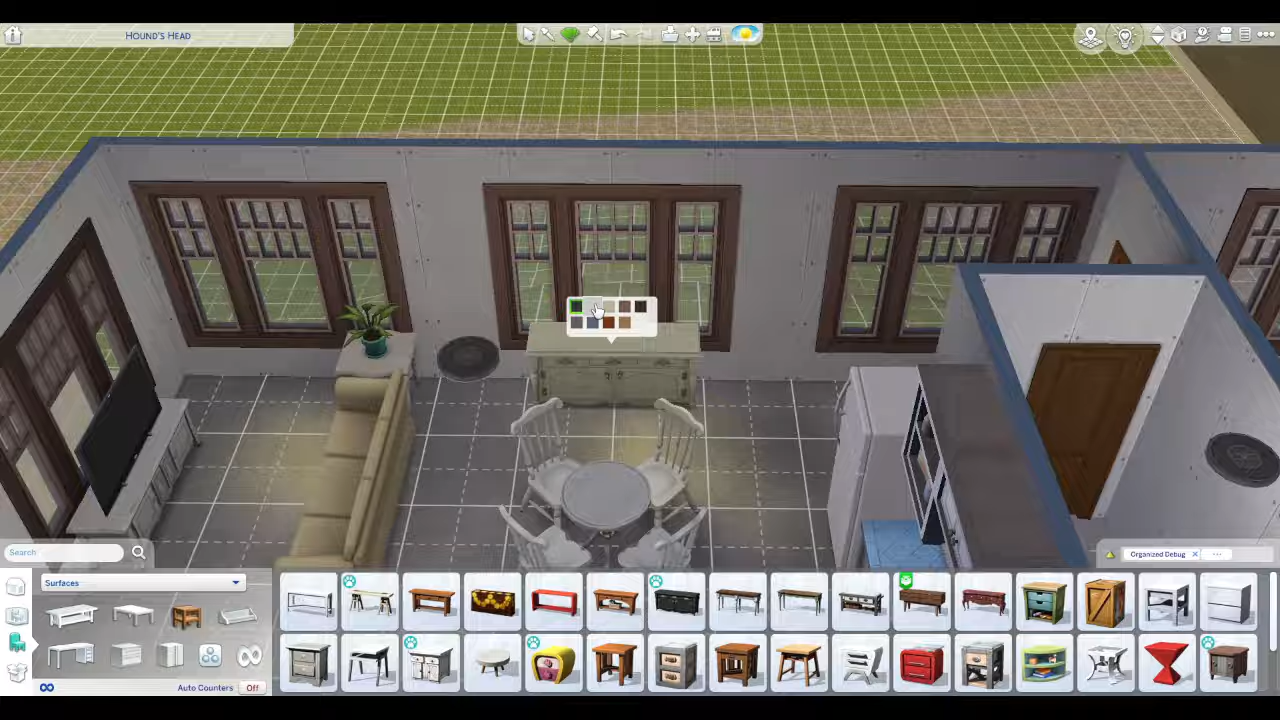 HOUND'S HEAD
Search
Organized Debug
Surfaces
Auto Counters Off